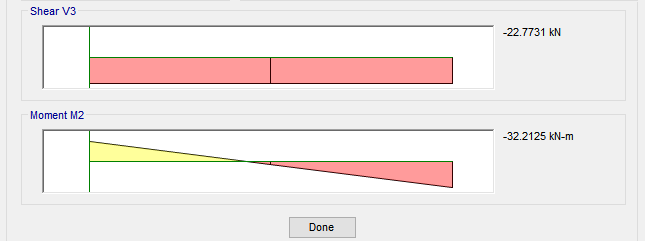 Shear V3
-22.7731 kN
Moment M2
-32.2125 kN-m
Done